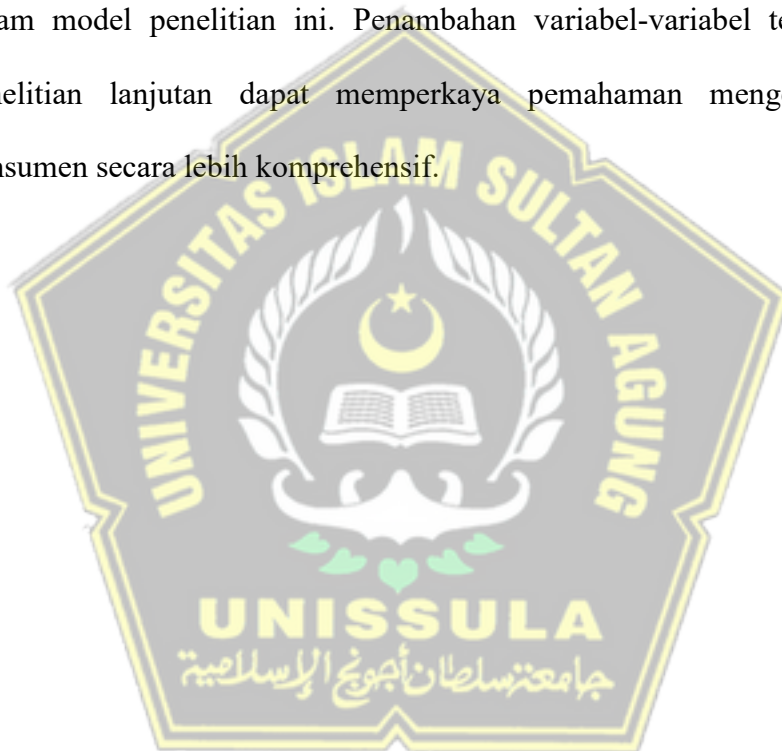 am model penelitian ini. Penambahan variabel-variabel te
nelitian lanjutan dapat memperkaya pemahaman meng
nsumen secara lebih komprehensif.
UNIVERSITAS ISLAM SULTAN AGUNG
UNISSULA
جامعة سلطان أجونج الإسلامية